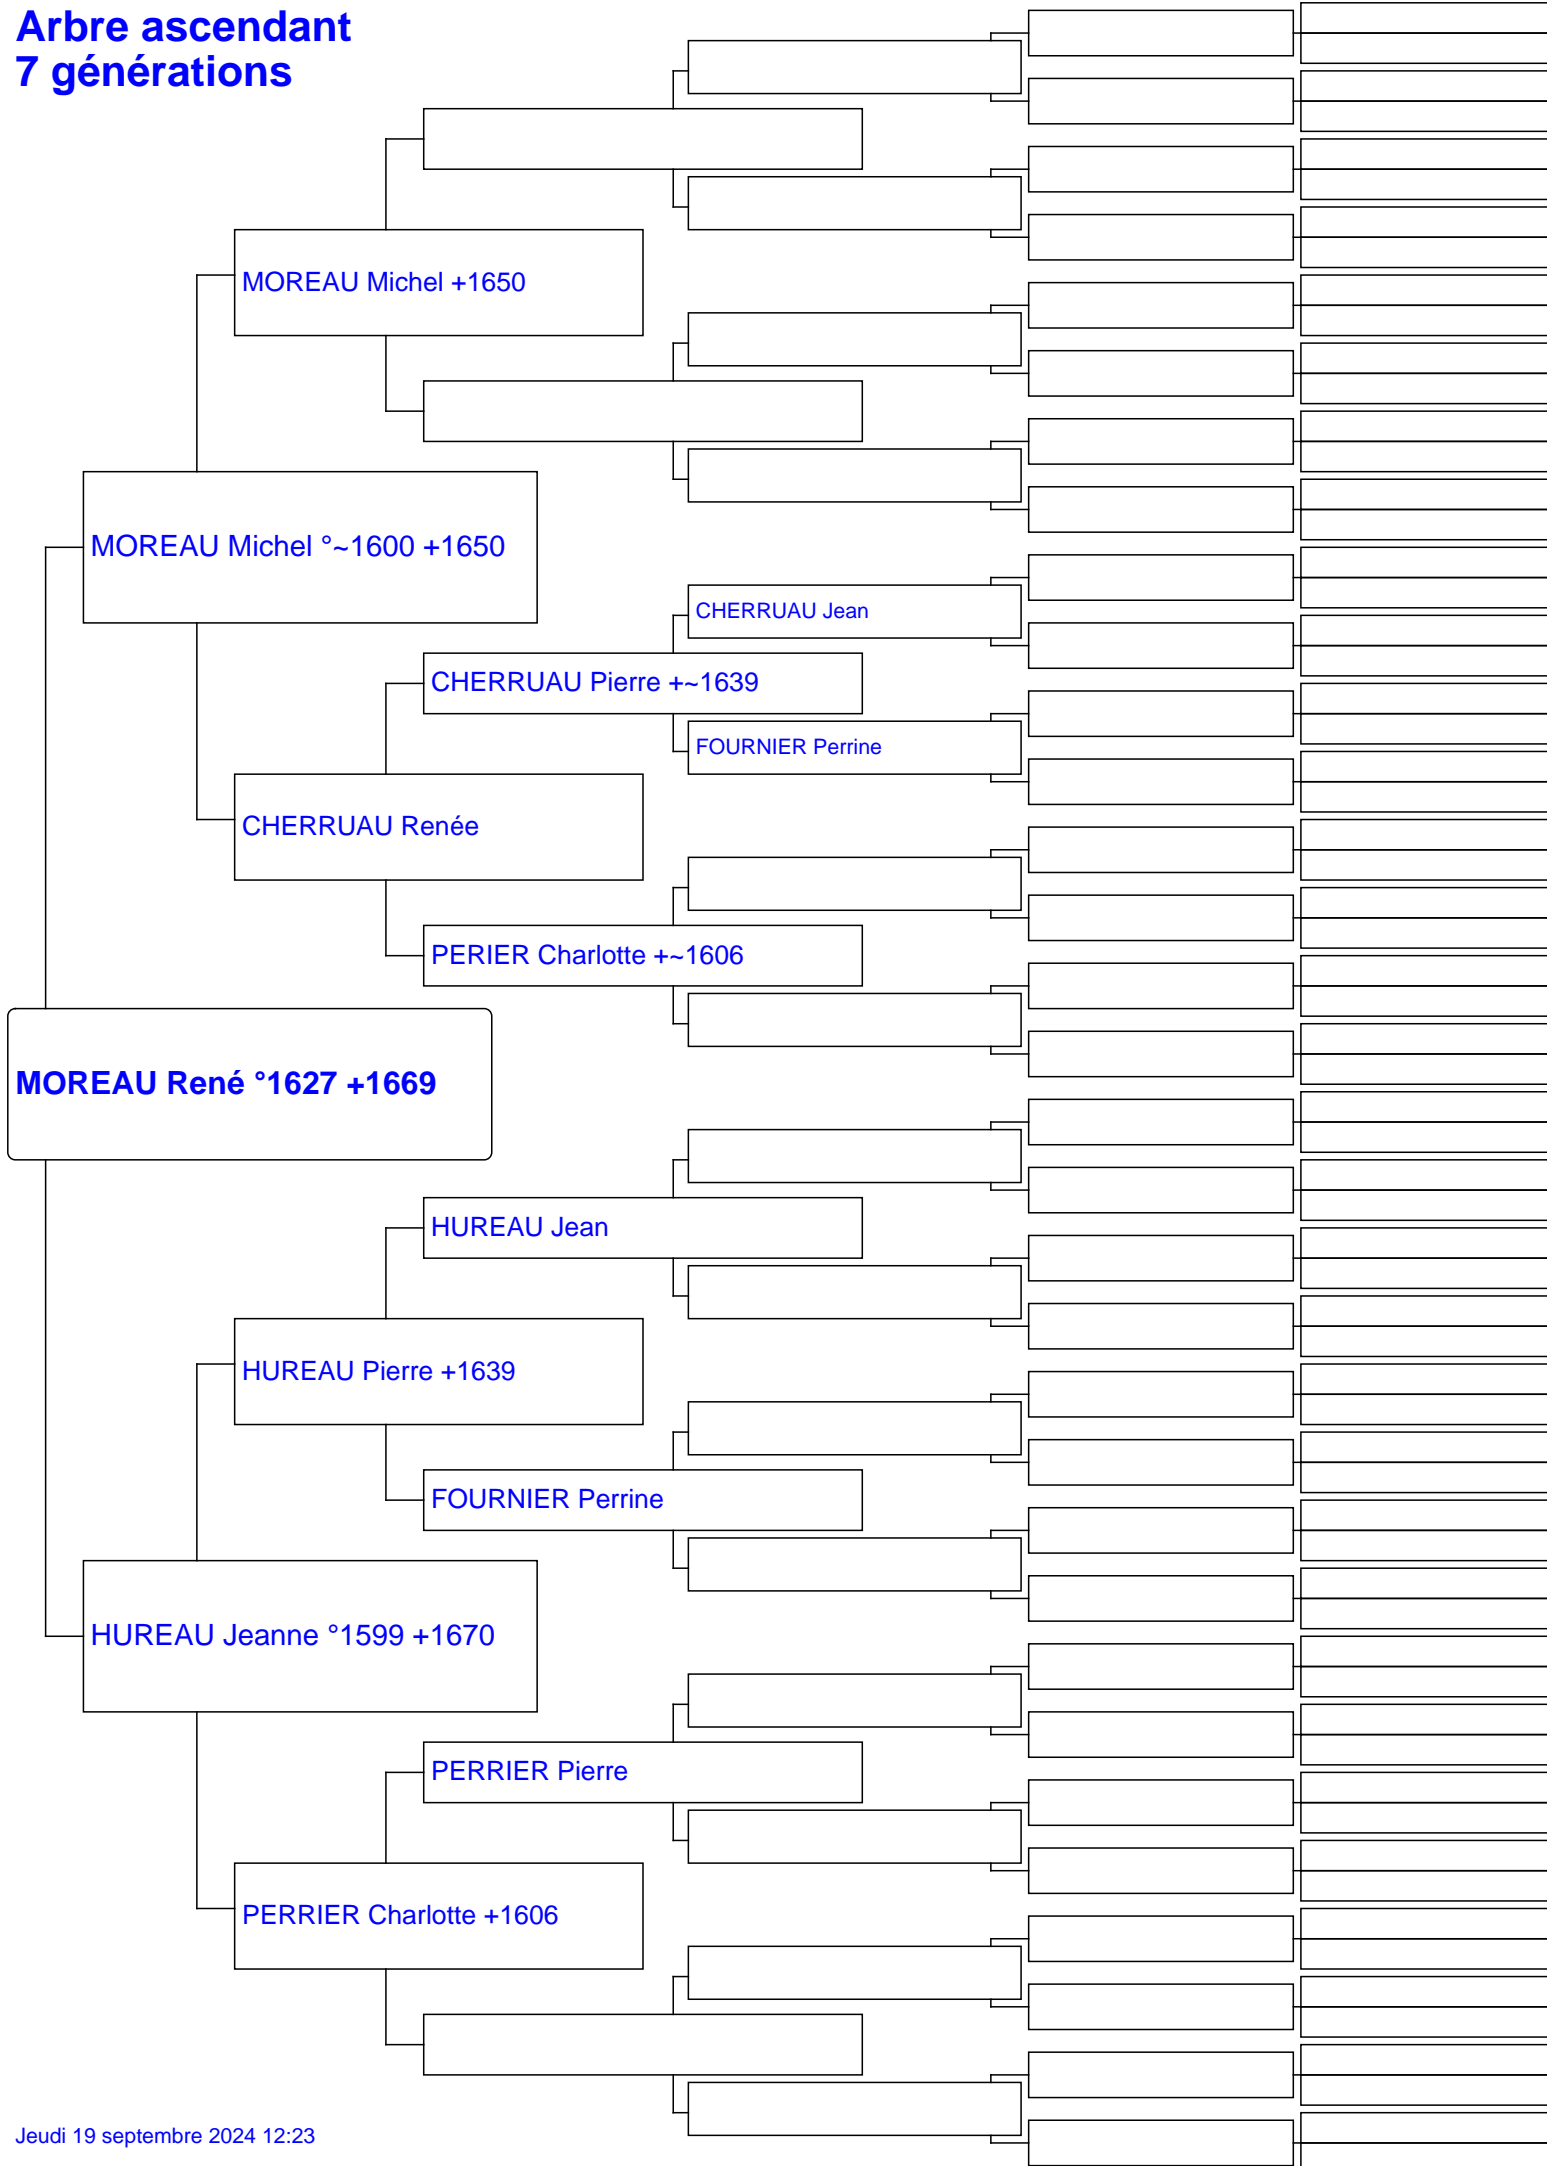 Arbre ascendant
7 générations
MOREAU Michel +1650
MOREAU Michel °~1600 +1650
CHERRUAU Jean
CHERRUAU Pierre +~1639
FOURNIER Perrine
CHERRUAU Renée
PERIER Charlotte +~1606
MOREAU René °1627 +1669
HUREAU Jean
HUREAU Pierre +1639
FOURNIER Perrine
HUREAU Jeanne °1599 +1670
PERRIER Pierre
PERRIER Charlotte +1606
Jeudi 19 septembre 2024 12:23